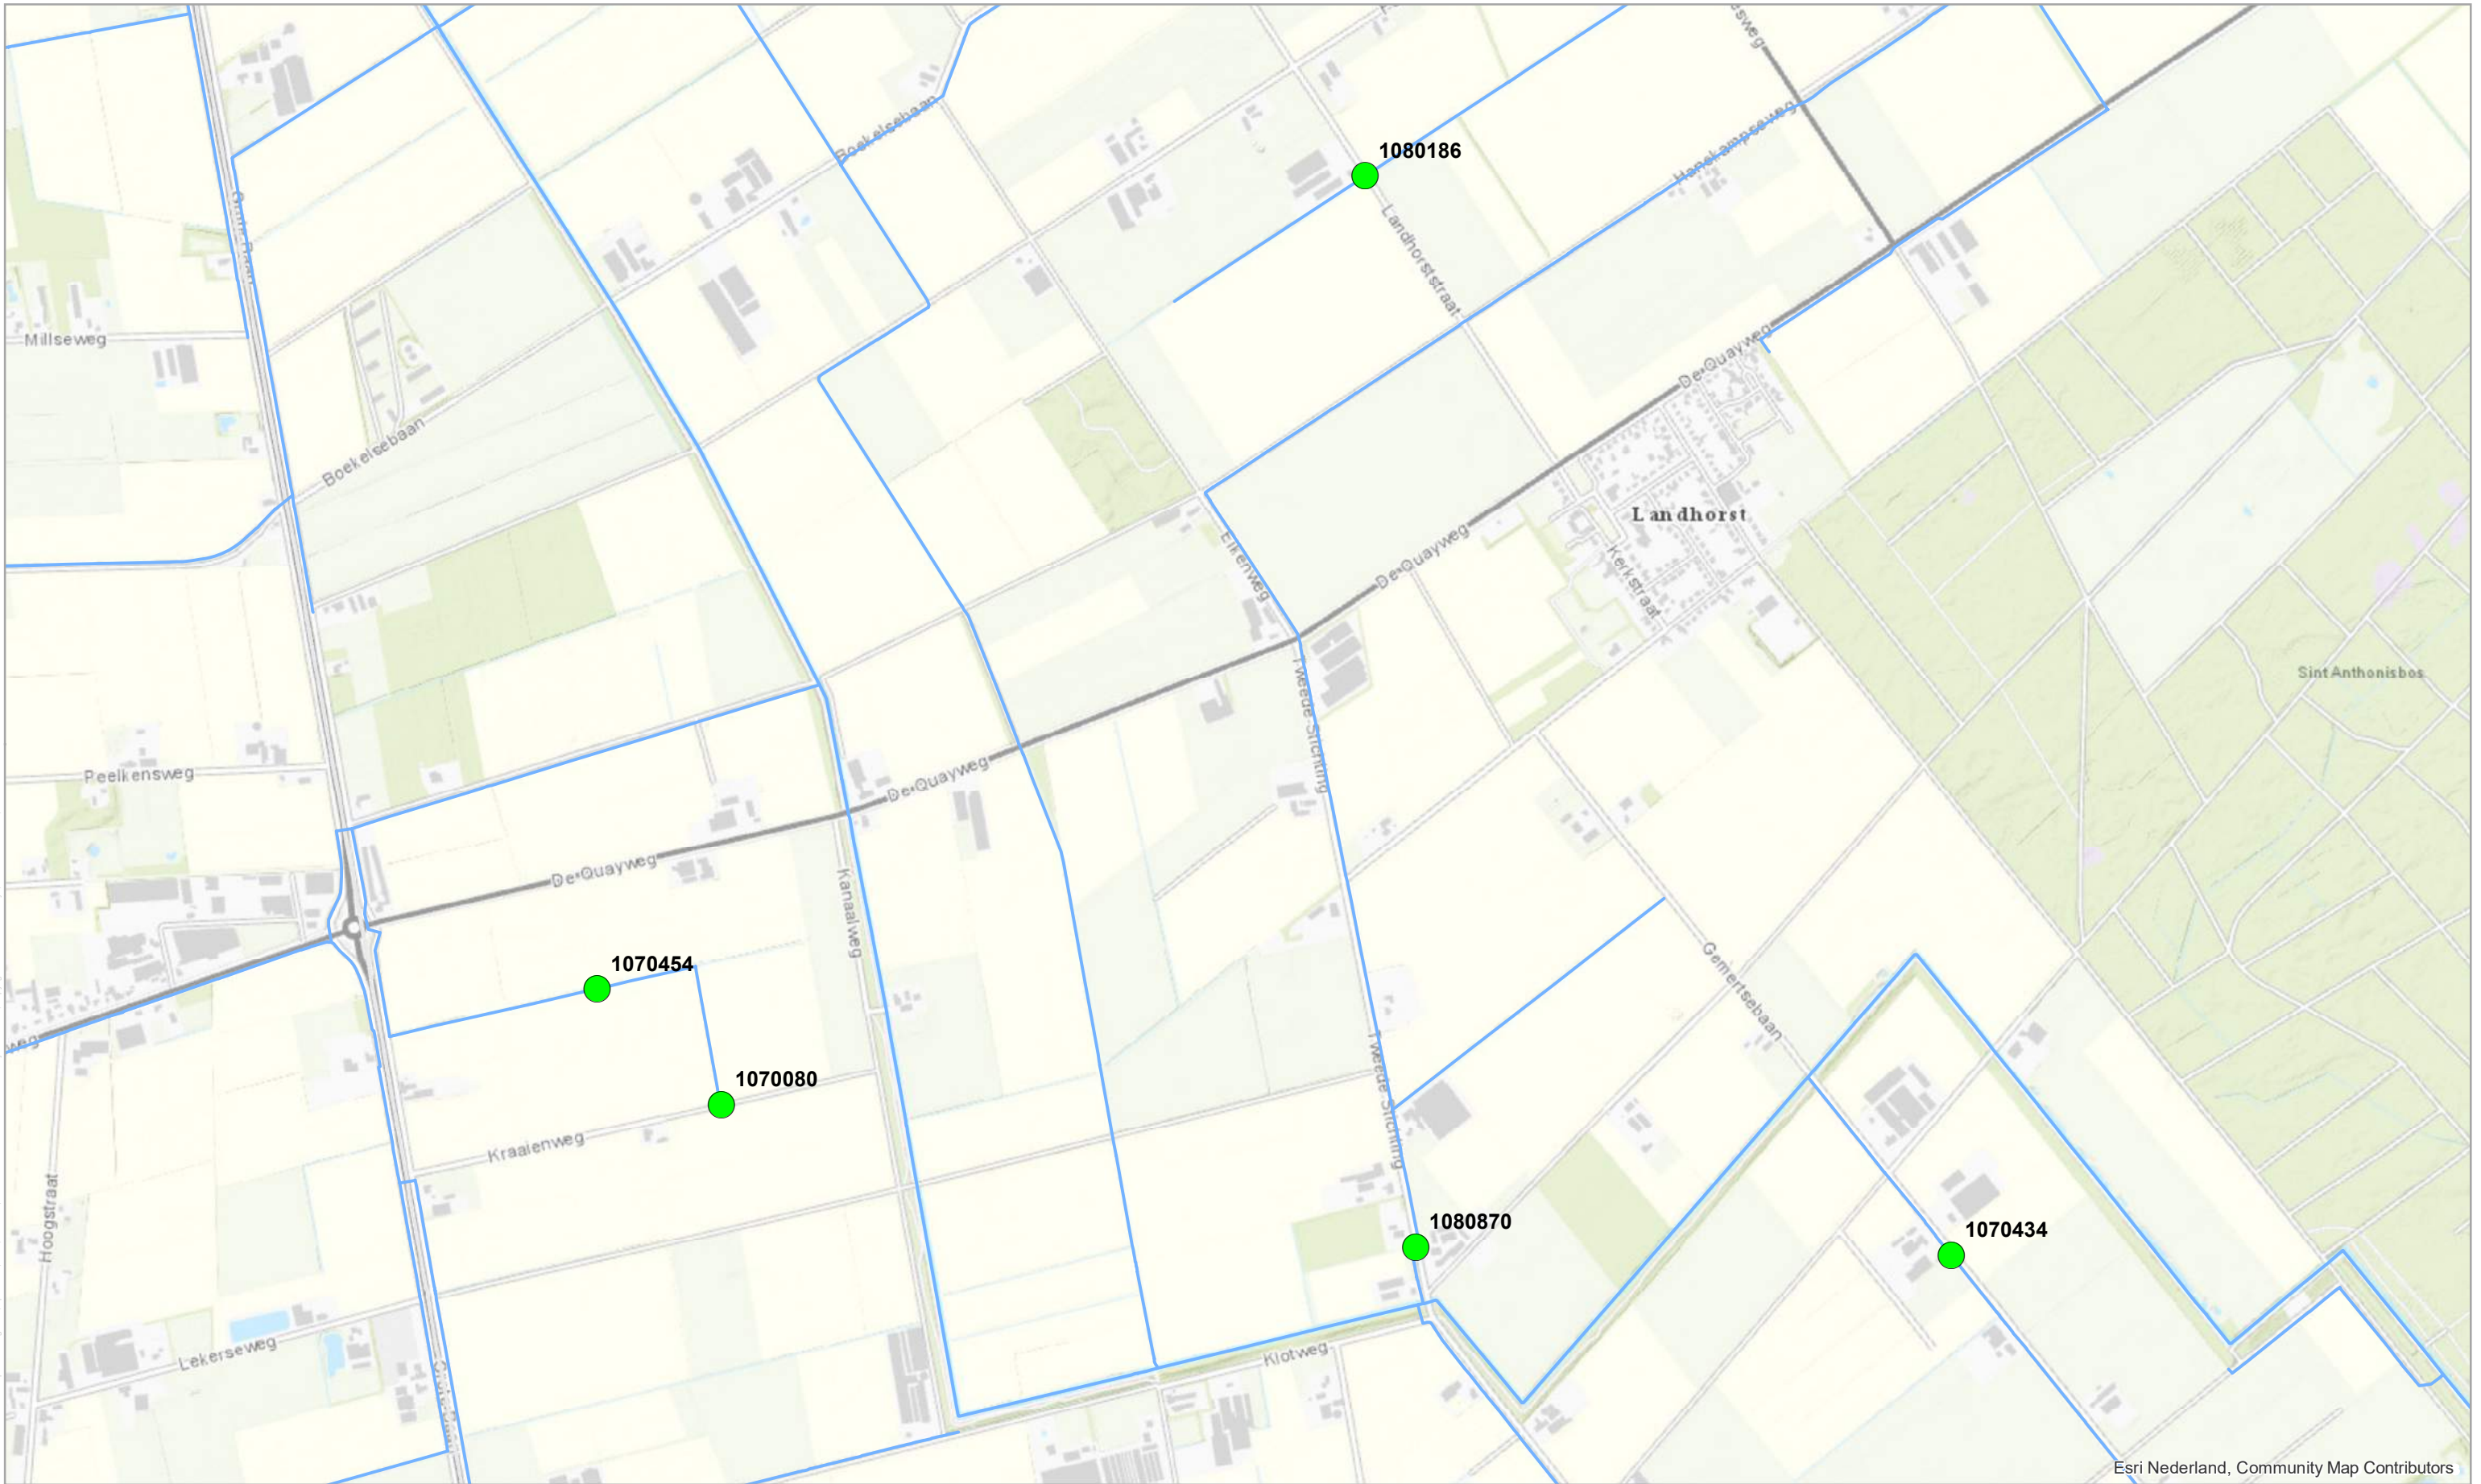 Boekelsebaan
1080186
Hanekampseweg
Landhorststraat
Millseweg
De Quayweg
Boekelsebaan
Landhorst
De Quayweg
Elkenweg
Kerkstraat
Sint Anthonisbos
Tweede Stichting
Peelkensweg
De Quayweg
De Quayweg
Kanaalweg
Gemertsebaan
1070454
weg
1070080
Tweede Stichting
Kraaienweg
Hoogstraat
1080870
1070434
Lekerseweg
Klotweg
Esri Nederland, Community Map Contributors